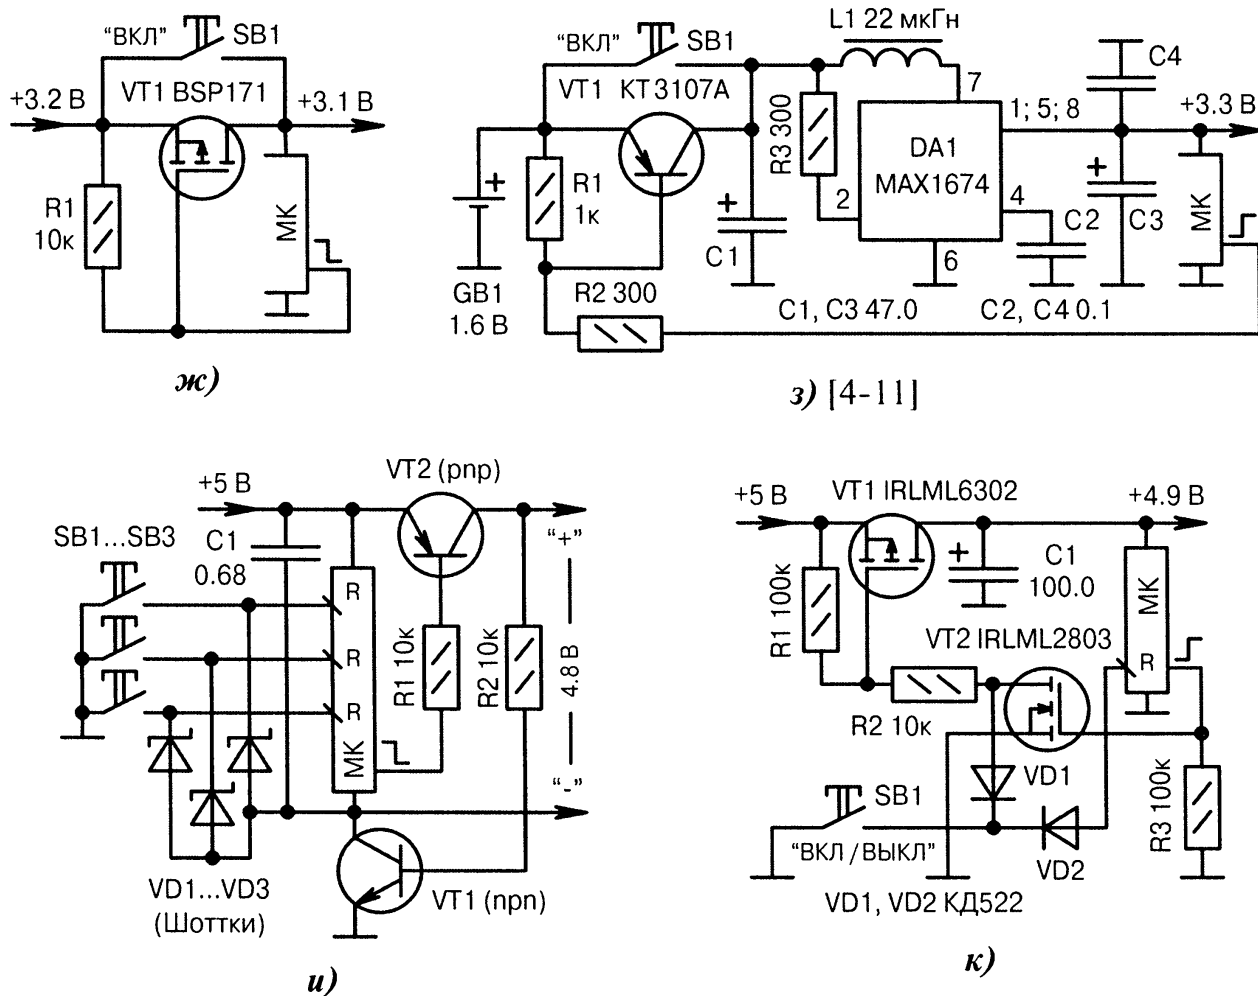 “ВКЛ” SB1
VT1 BSP171
+3.2 В +3.1 В
R1
10к
МК
ж)
L1 22 мкГн
“ВКЛ” SB1
VT1 КТ3107А
7
C4
1; 5; 8
+3.3 В
R3 300
DA1
MAX1674
+
R1
1к
+
2
4
+
C1
6
C2
C3
МК
GB1
1.6 В
R2 300
C1, C3 47.0
C2, C4 0.1
з) [4-11]
VT2 (pnp)
+5 В
“+”
SB1...SB3
C1
0.68
R
R
R
МК
R1 10к
R2 10к
4.8 В
“-”
VD1...VD3
(Шоттки)
VT1 (npn)
и)
VT1 IRLML6302
+5 В
+4.9 В
R1 100к
+
C1
100.0
МК
R
VT2 IRLML2803
R2 10к
VD1
SB1
“ВКЛ/ВЫКЛ”
VD2
R3 100к
VD1, VD2 КД522
к)